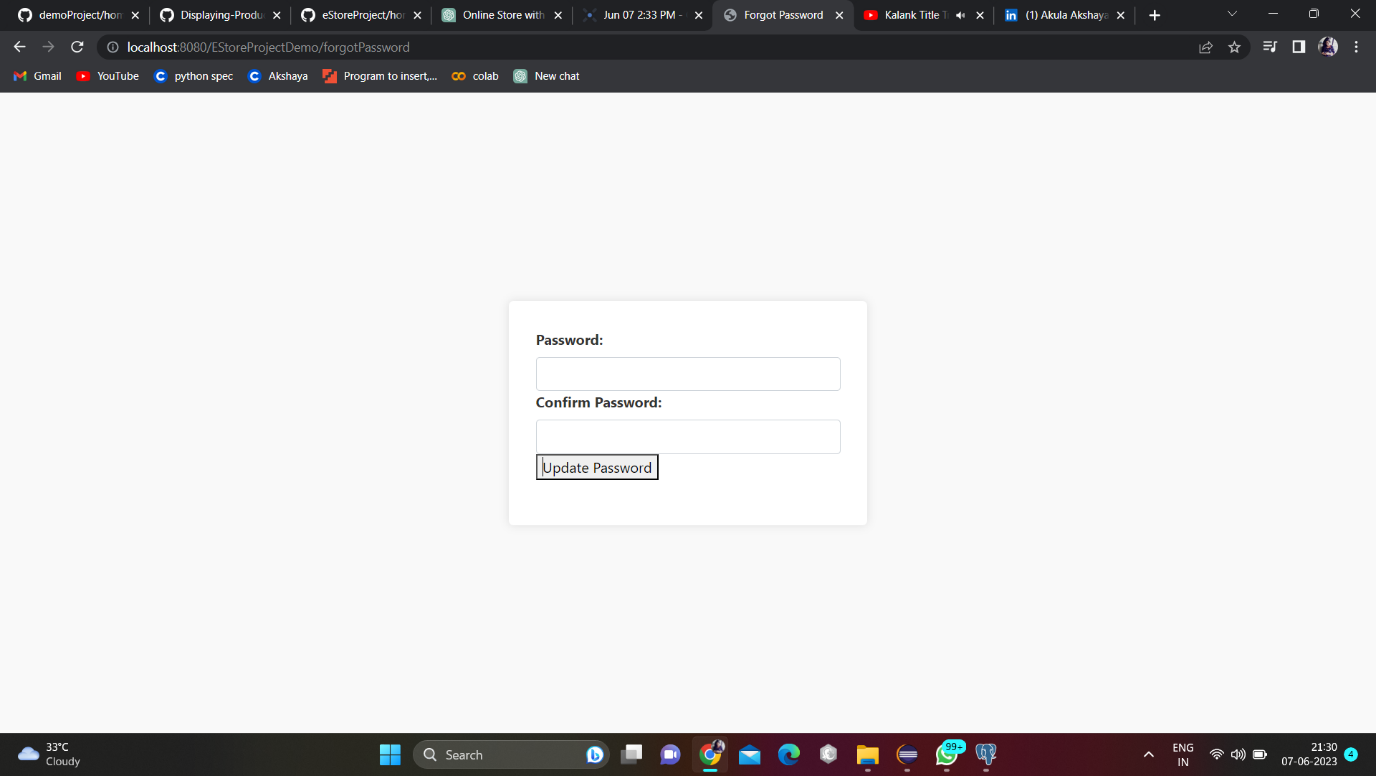 demoProject/hom
Displaying-Produ
eStoreProject/hor
Online Store with
Jun 07 2:33 PM -
Forgot Password
Kalank Title T
(1) Akula Akshaya
localhost:8080/EStoreProjectDemo/forgotPassword
Gmail
YouTube
python spec
Akshaya
Program to insert,...
colab
New chat
Password:
Confirm Password:
Update Password
33°C
Cloudy
Search
99+
ENG
IN
21:30
07-06-2023
4